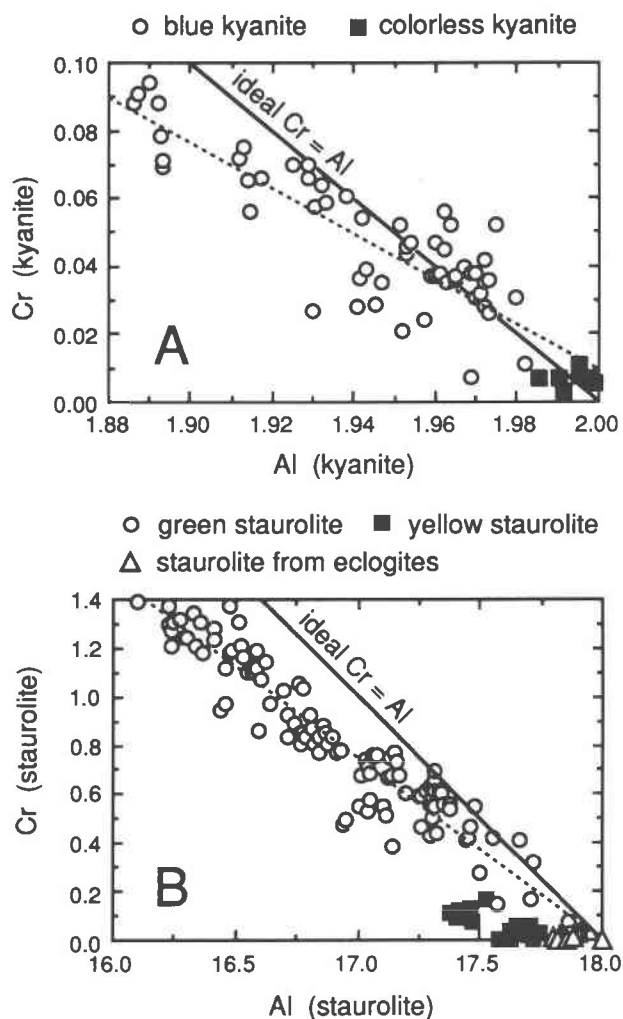 blue kyanite colorless kyanite
ideal Cr = Al
A
Cr (kyanite)
0.10
0.08
0.06
0.04
0.02
0.00
1.88 1.90 1.92 1.94 1.96 1.98 2.00
Al (kyanite)
green staurolite yellow staurolite
staurolite from eclogites
ideal Cr = Al
B
Cr (staurolite)
1.4
1.2
1.0
0.8
0.6
0.4
0.2
0.0
16.0 16.5 17.0 17.5 18.0
Al (staurolite)